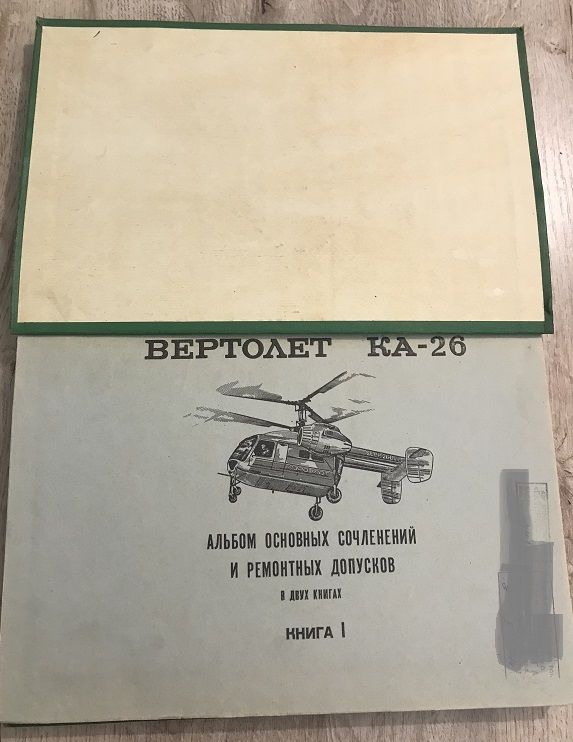 ВЕРТОЛЕТ КА-26
АЛЬБОМ ОСНОВНЫХ СОЧЛЕНЕНИЙ
И РЕМОНТНЫХ ДОПУСКОВ
В ДВУХ КНИГАХ
КНИГА I